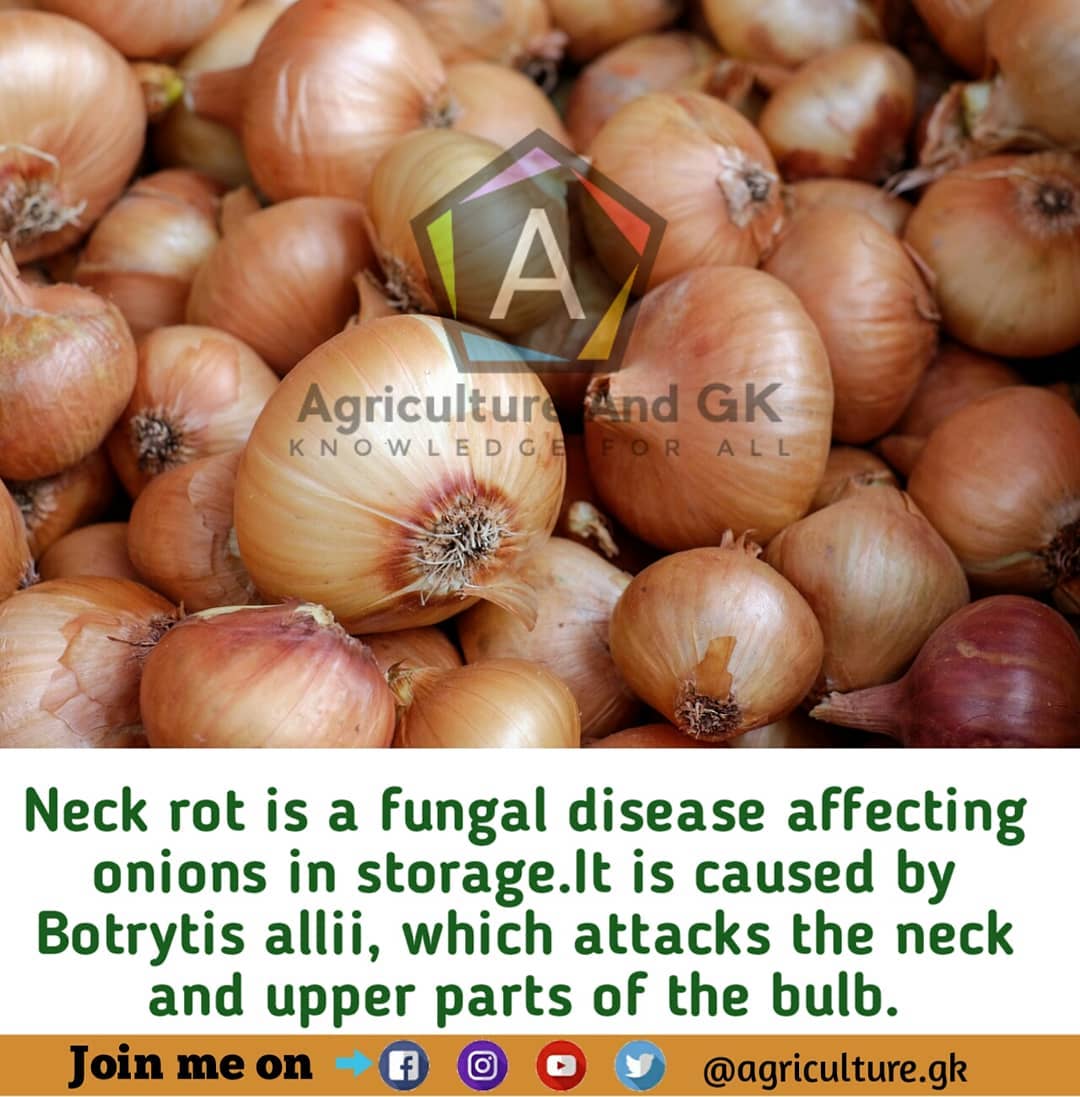 A
Agriculture And GK
KNOWLEDGE FOR ALL
Neck rot is a fungal disease affecting
onions in storage.It is caused by
Botrytis allii, which attacks the neck
and upper parts of the bulb.
Join me on @agriculture.gk